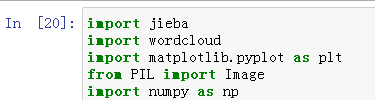 In [20]: import jieba
import wordcloud
import matplotlib.pyplot as plt
from PIL import Image
import numpy as np